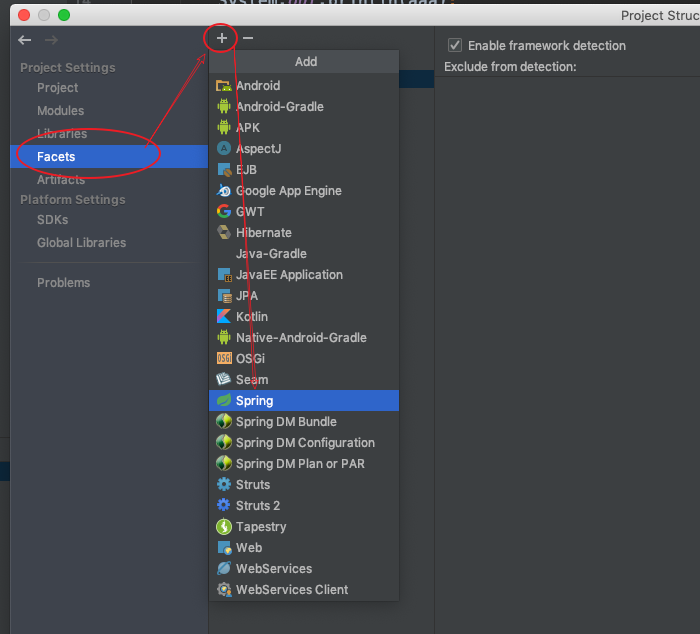 Project Struc
Project Settings
Project
Modules
Libraries
Facets
Artifacts
Platform Settings
SDKs
Global Libraries
Problems
Add
Android
Android-Gradle
APK
AspectJ
EJB
Google App Engine
GWT
Hibernate
Java-Gradle
JavaEE Application
JPA
Kotlin
Native-Android-Gradle
OSGi
Seam
Spring
Spring DM Bundle
Spring DM Configuration
Spring DM Plan or PAR
Struts
Struts 2
Tapestry
Web
WebServices
WebServices Client
Enable framework detection
Exclude from detection: